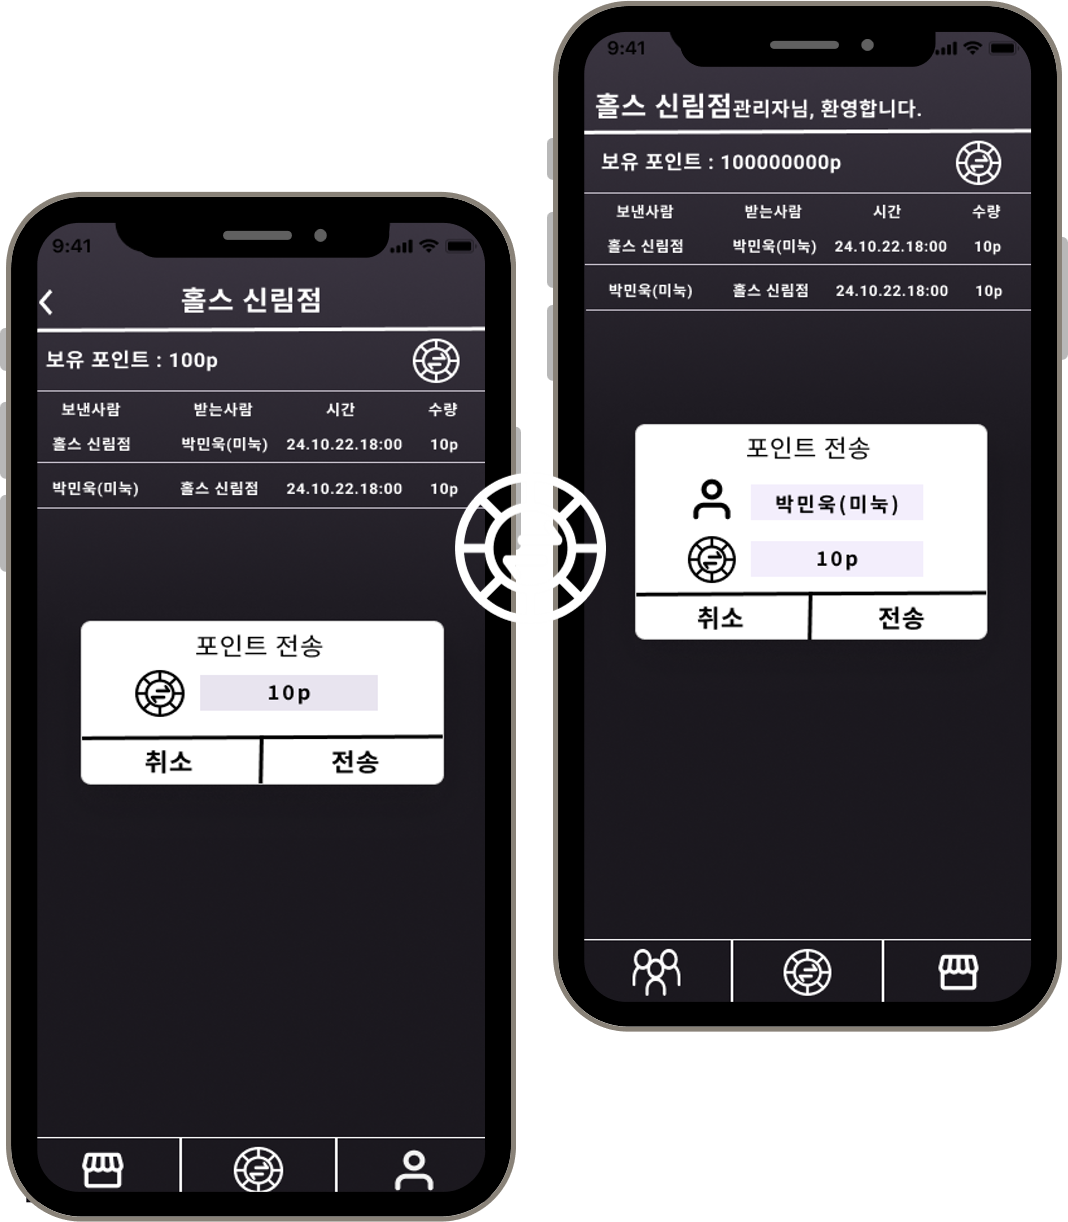 9:41
홀스 신림점
보유 포인트 : 100p
보낸사람 받는사람 시간 수량
홀스 신림점 박민욱(미눅) 24.10.22.18:00 10p
박민욱(미눅) 홀스 신림점 24.10.22.18:00 10p
포인트 전송
10p
취소 전송
9:41
홀스 신림점관리자님, 환영합니다.
보유 포인트 : 100000000p
보낸사람 받는사람 시간 수량
홀스 신림점 박민욱(미눅) 24.10.22.18:00 10p
박민욱(미눅) 홀스 신림점 24.10.22.18:00 10p
포인트 전송
박민욱(미눅)
10p
취소 전송